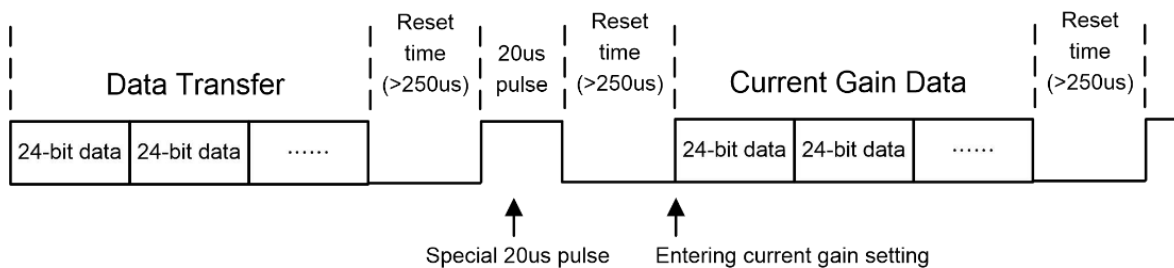 Reset
time
(>250us)
20us
pulse
Reset
time
(>250us)
Reset
time
(>250us)
Data Transfer
Current Gain Data
24-bit data 24-bit data ······
24-bit data 24-bit data ······
Special 20us pulse
Entering current gain setting